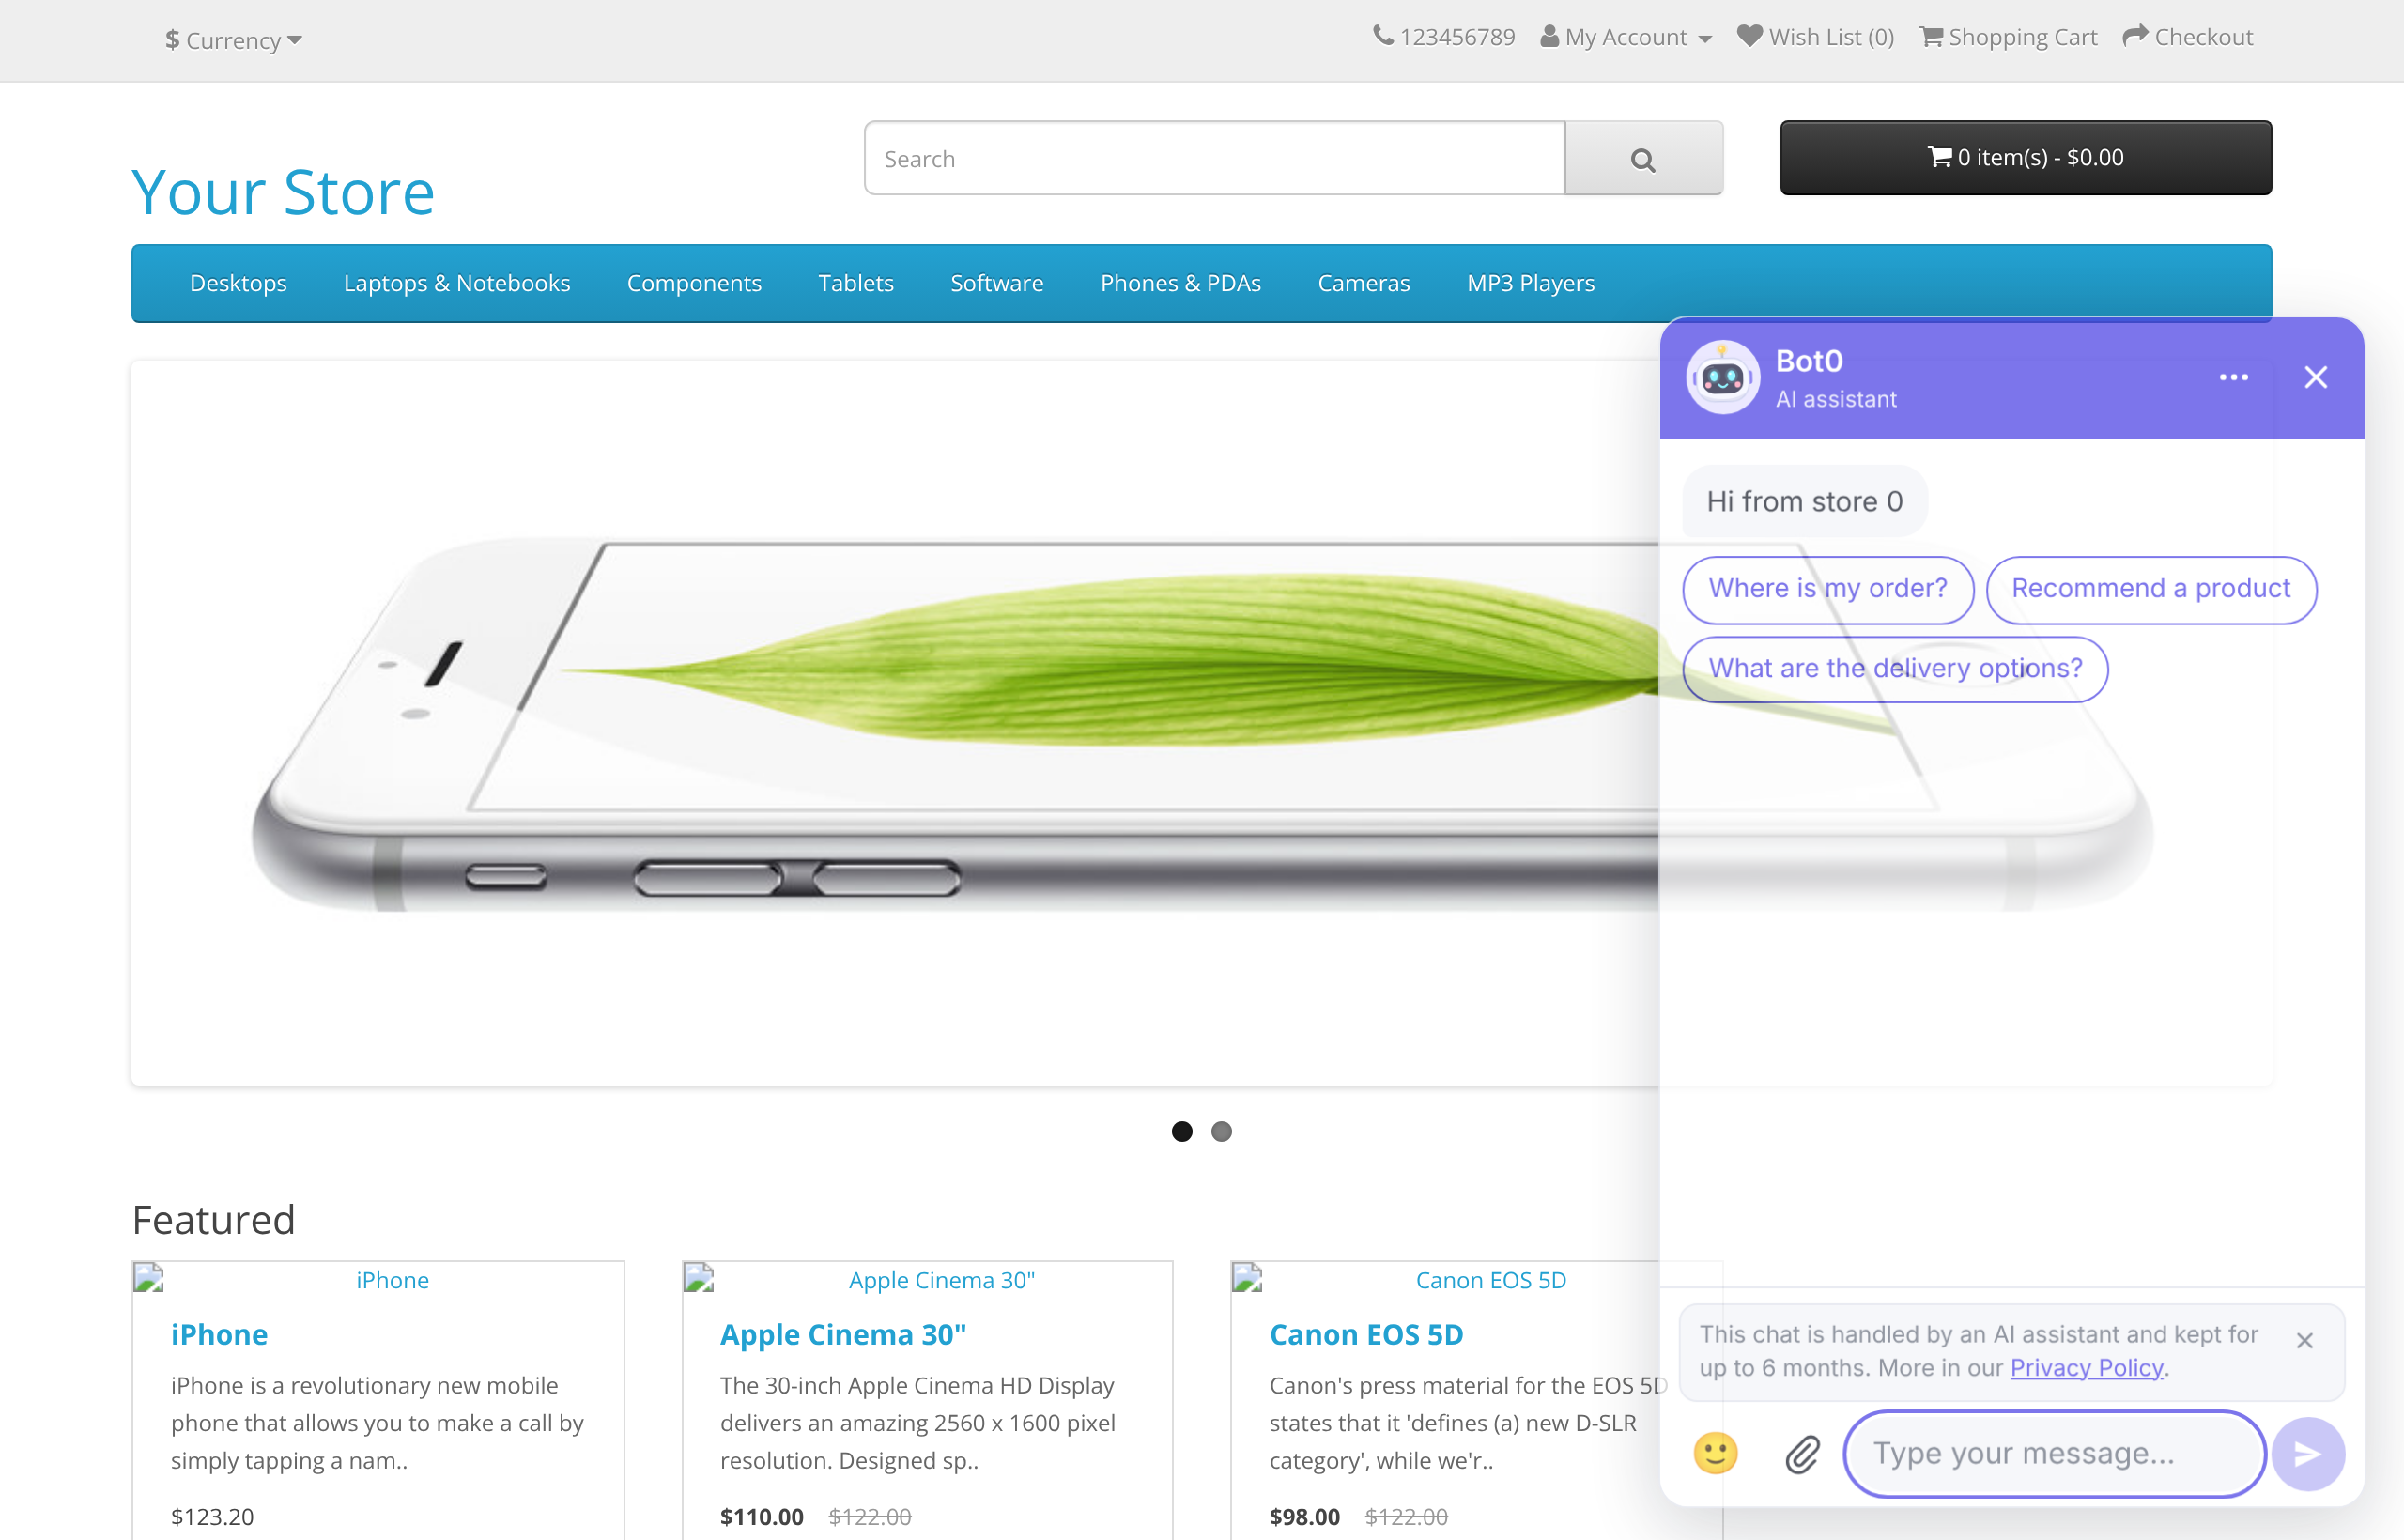 $ Currency
123456789 My Account Wish List (0) Shopping Cart Checkout
Your Store
Search
0 item(s) - $0.00
Desktops Laptops & Notebooks Components Tablets Software Phones & PDAs Cameras MP3 Players
Bot0
AI assistant
Hi from store 0
Where is my order? Recommend a product
What are the delivery options?
This chat is handled by an AI assistant and kept for
up to 6 months. More in our Privacy Policy.
Type your message...
Featured
iPhone
iPhone
iPhone is a revolutionary new mobile
phone that allows you to make a call by
simply tapping a nam..
$123.20
Apple Cinema 30"
Apple Cinema 30"
The 30-inch Apple Cinema HD Display
delivers an amazing 2560 x 1600 pixel
resolution. Designed sp..
$110.00 $122.00
Canon EOS 5D
Canon EOS 5D
Canon's press material for the EOS 5D
states that it 'defines (a) new D-SLR
category', while we'r..
$98.00 $122.00